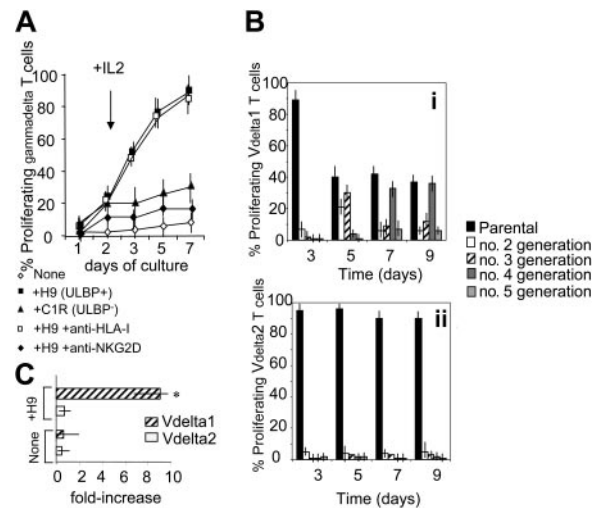 A
+IL2
% Proliferating gammadelta T cells
100
80
60
40
20
0
1 2 3 5 7
days of culture
None
+H9 (ULBP+)
+C1R (ULBP-)
+H9 +anti-HLA-I
+H9 +anti-NKG2D
B
i
% Proliferating Vdelta1 T cells
100
80
60
40
20
0
3 5 7 9
Time (days)
Parental
no. 2 generation
no. 3 generation
no. 4 generation
no. 5 generation
ii
% Proliferating Vdelta2 T cells
100
80
60
40
20
0
3 5 7 9
Time (days)
C
+H9
None
*
Vdelta1
Vdelta2
0 2 4 6 8 10
fold-increase